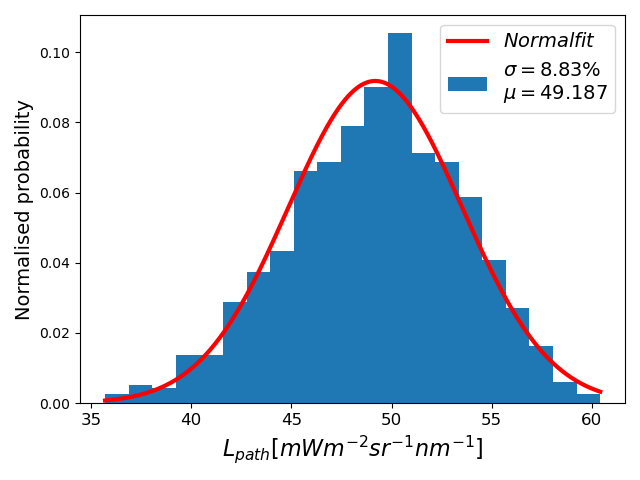 Normalfit
σ = 8.83%
μ = 49.187
Normalised probability
0.10
0.08
0.06
0.04
0.02
0.00
35 40 45 50 55 60
L_path[mWm⁻²sr⁻¹nm⁻¹]